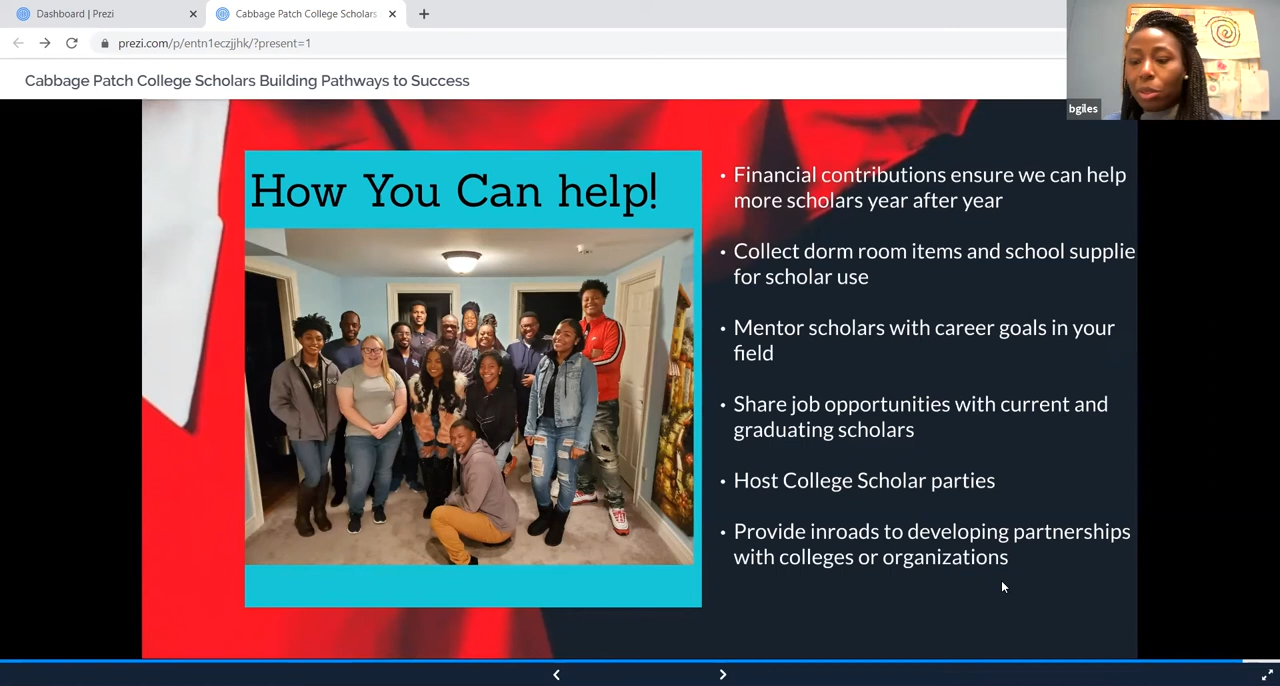 Dashboard | Prezi
Cabbage Patch College Scholars
prezi.com/p/entn1eczjjhk/?present=1
Cabbage Patch College Scholars Building Pathways to Success
bgiles
How You Can help!
• Financial contributions ensure we can help
more scholars year after year
• Collect dorm room items and school supplie
for scholar use
• Mentor scholars with career goals in your
field
• Share job opportunities with current and
graduating scholars
• Host College Scholar parties
• Provide inroads to developing partnerships
with colleges or organizations